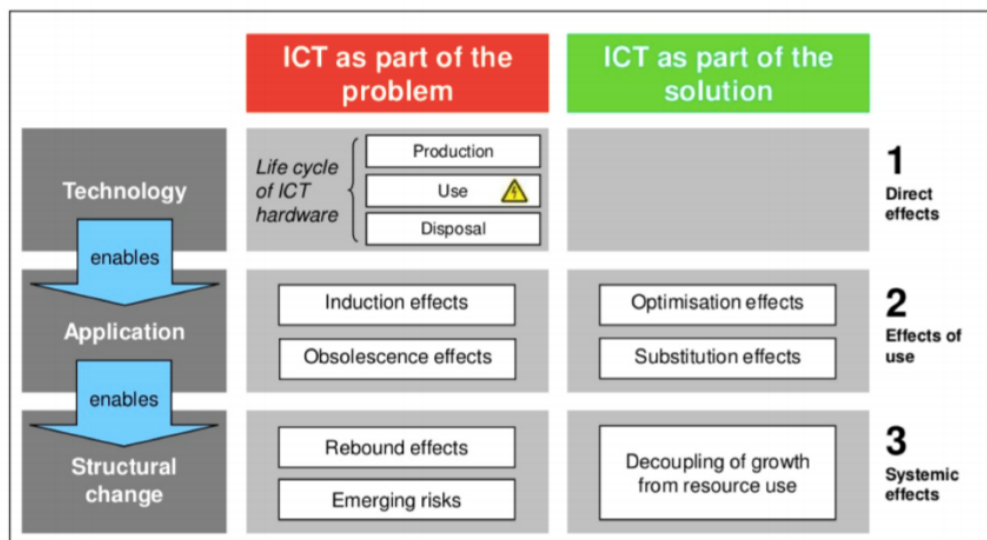 ICT as part of the
problem
ICT as part of the
solution
Technology
Life cycle
of ICT
hardware
Production
Use
Disposal
1
Direct
effects
enables
Application
Induction effects
Obsolescence effects
Optimisation effects
Substitution effects
2
Effects of
use
enables
Structural
change
Rebound effects
Emerging risks
Decoupling of growth
from resource use
3
Systemic
effects